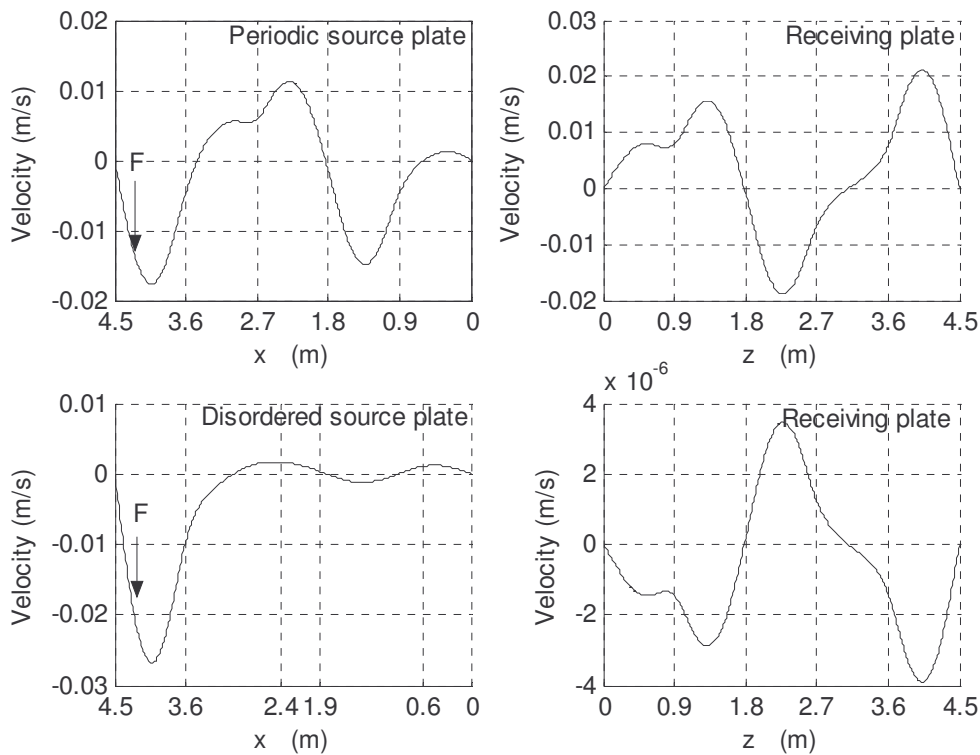 Periodic source plate
Velocity (m/s)
0.02
0.01
0
-0.01
-0.02
F
4.5 3.6 2.7 1.8 0.9 0
x (m)
Receiving plate
Velocity (m/s)
0.03
0.02
0.01
0
-0.01
-0.02
0 0.9 1.8 2.7 3.6 4.5
z (m)
Disordered source plate
Velocity (m/s)
0.01
0
-0.01
-0.02
-0.03
F
4.5 3.6 2.4 1.9 0.6 0
x (m)
x 10-6
Receiving plate
Velocity (m/s)
4
2
0
-2
-4
0 0.9 1.8 2.7 3.6 4.5
z (m)